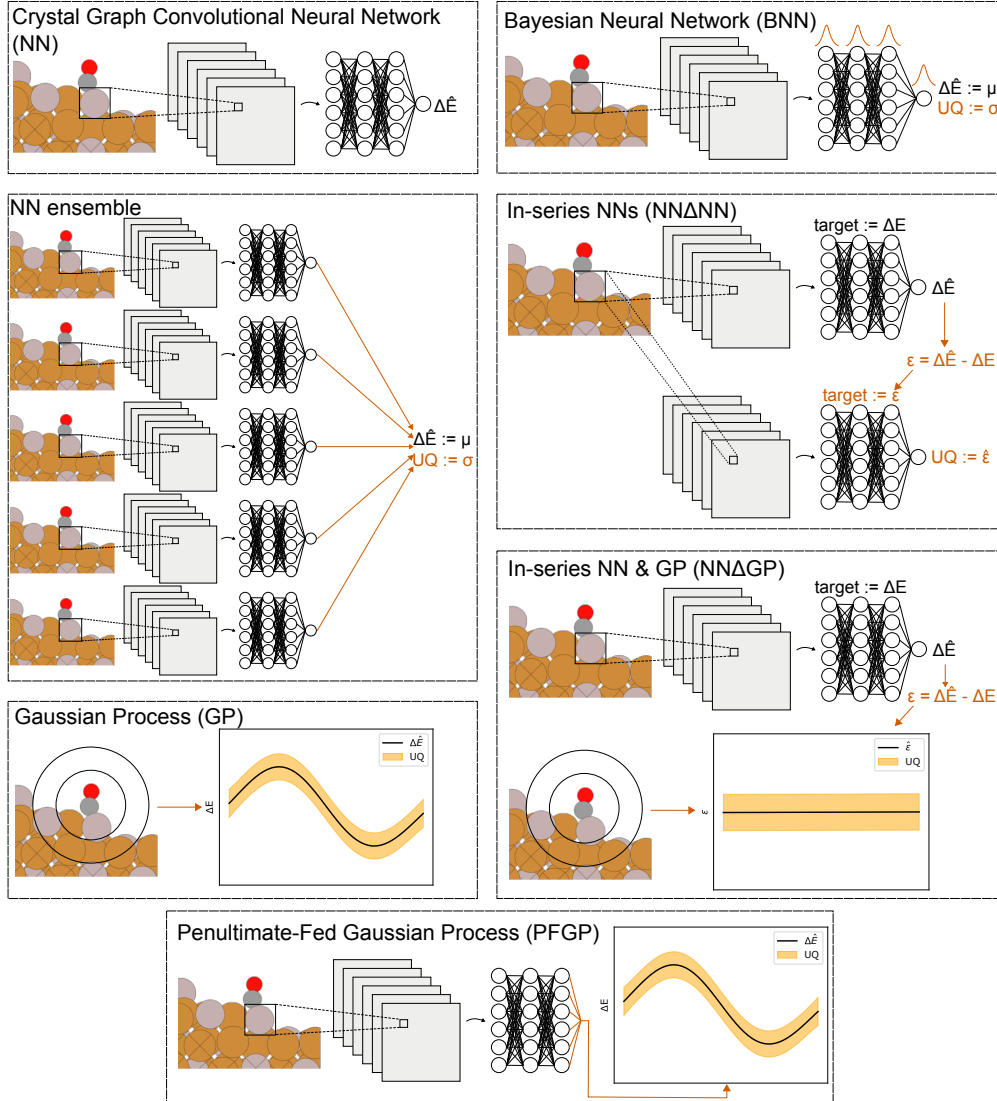 Crystal Graph Convolutional Neural Network
(NN)
ΔÊ
Bayesian Neural Network (BNN)
ΔÊ := μ
UQ := σ
NN ensemble
ΔÊ := μ
UQ := σ
In-series NNs (NNΔNN)
target := ΔE
ΔÊ
ε = ΔÊ - ΔE
target := ε
UQ := ε̂
In-series NN & GP (NNΔGP)
target := ΔE
ΔÊ
ε = ΔÊ - ΔE
ε̂
UQ
ε
Gaussian Process (GP)
ΔÊ
UQ
ΔE
Penultimate-Fed Gaussian Process (PFGP)
ΔÊ
UQ
ΔE